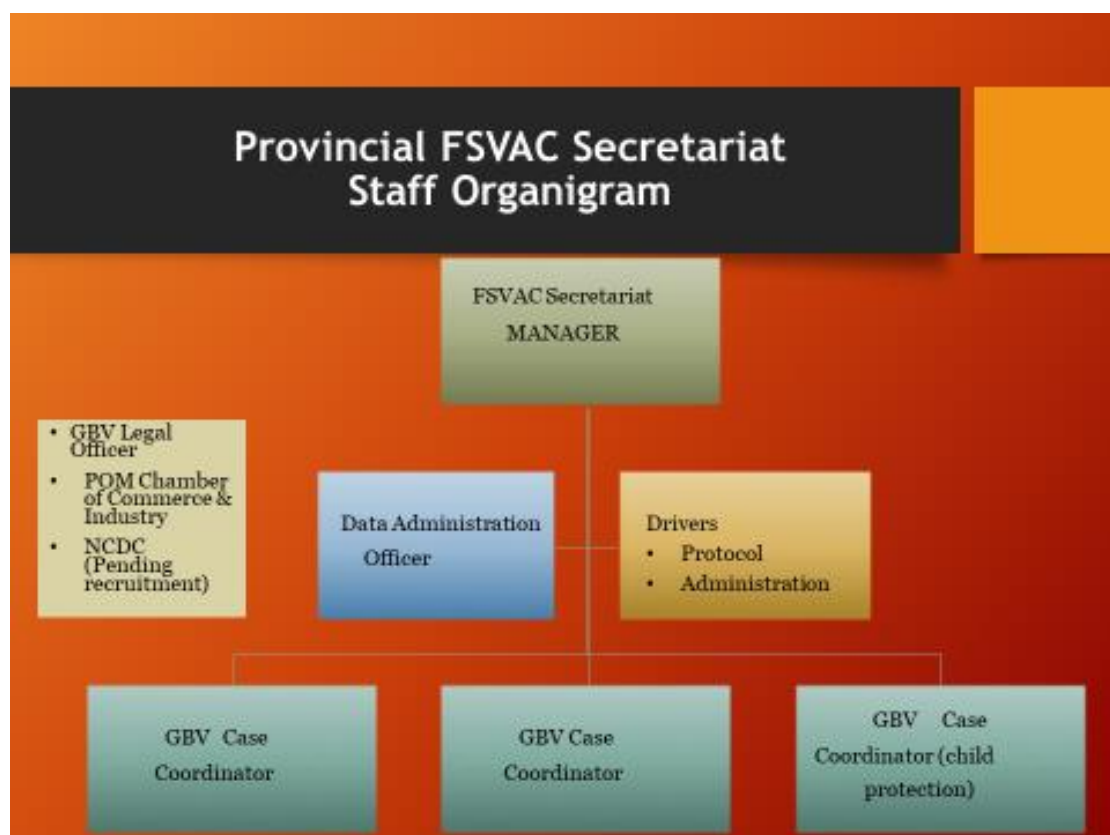 Provincial FSVAC Secretariat
Staff Organigram
FSVAC Secretariat
MANAGER
• GBV Legal
Officer
• POM Chamber
of Commerce &
Industry
• NCDC
(Pending
recruitment)
Data Administration
Officer
Drivers
• Protocol
• Administration
GBV Case
Coordinator
GBV Case
Coordinator
GBV Case
Coordinator (child
protection)